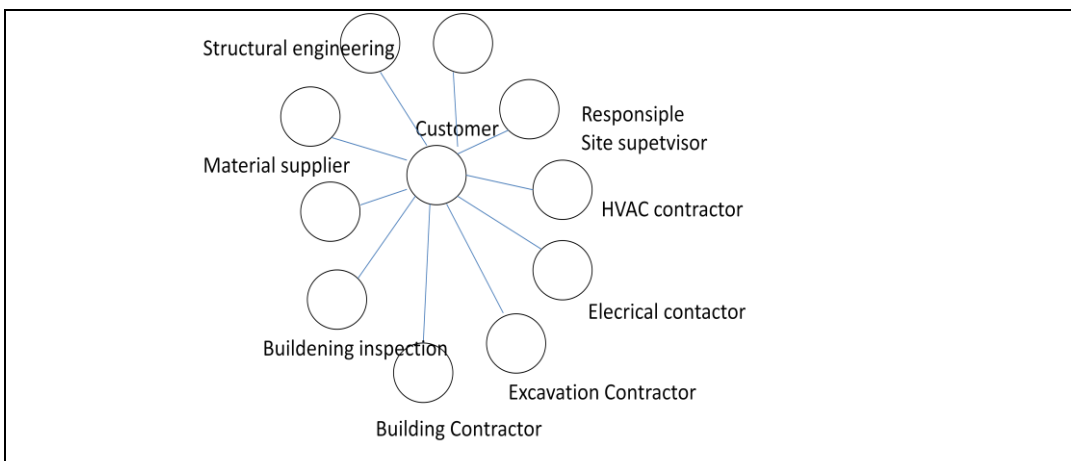 Structural engineering
Customer
Responsiple
Site supetvisor
Material supplier
HVAC contractor
Elecrical contactor
Buildening inspection
Excavation Contractor
Building Contractor